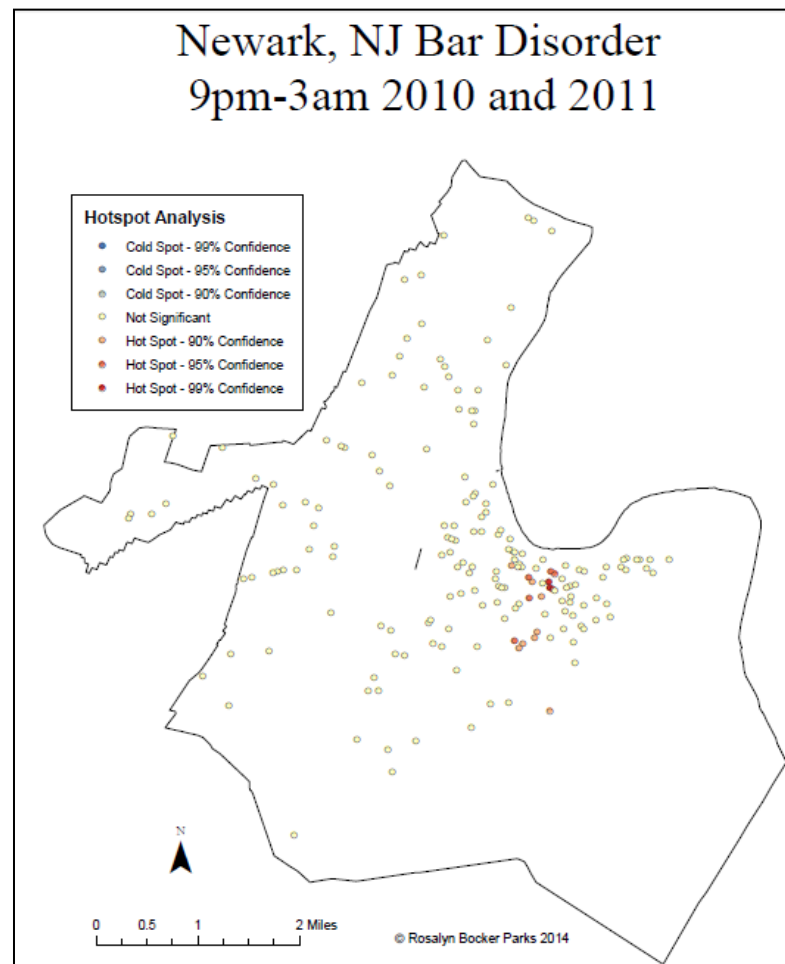 Newark, NJ Bar Disorder
9pm-3am 2010 and 2011
Hotspot Analysis
Cold Spot - 99% Confidence
Cold Spot - 95% Confidence
Cold Spot - 90% Confidence
Not Significant
Hot Spot - 90% Confidence
Hot Spot - 95% Confidence
Hot Spot - 99% Confidence
N
0 0.5 1 2 Miles
© Rosalyn Bocker Parks 2014